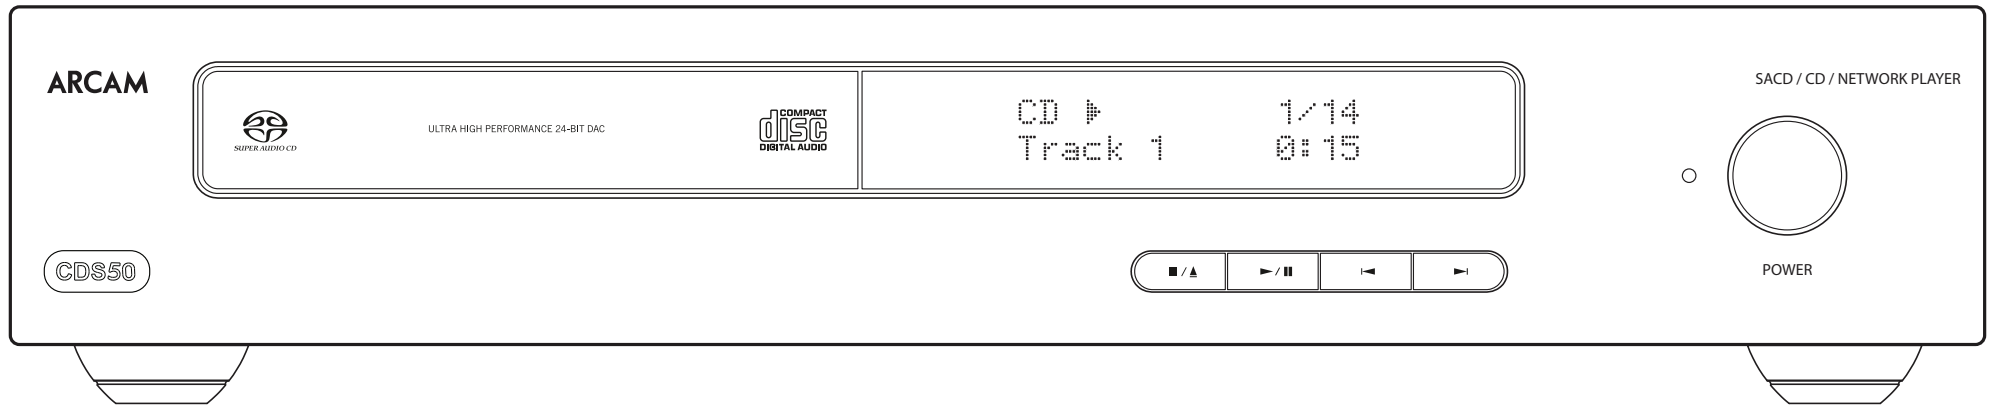 ARCAM
SUPER AUDIO CD
ULTRA HIGH PERFORMANCE 24-BIT DAC
COMPACT
disc
DIGITAL AUDIO
CD 1/14
Track 1 0:15
SACD / CD / NETWORK PLAYER
CDS50
POWER